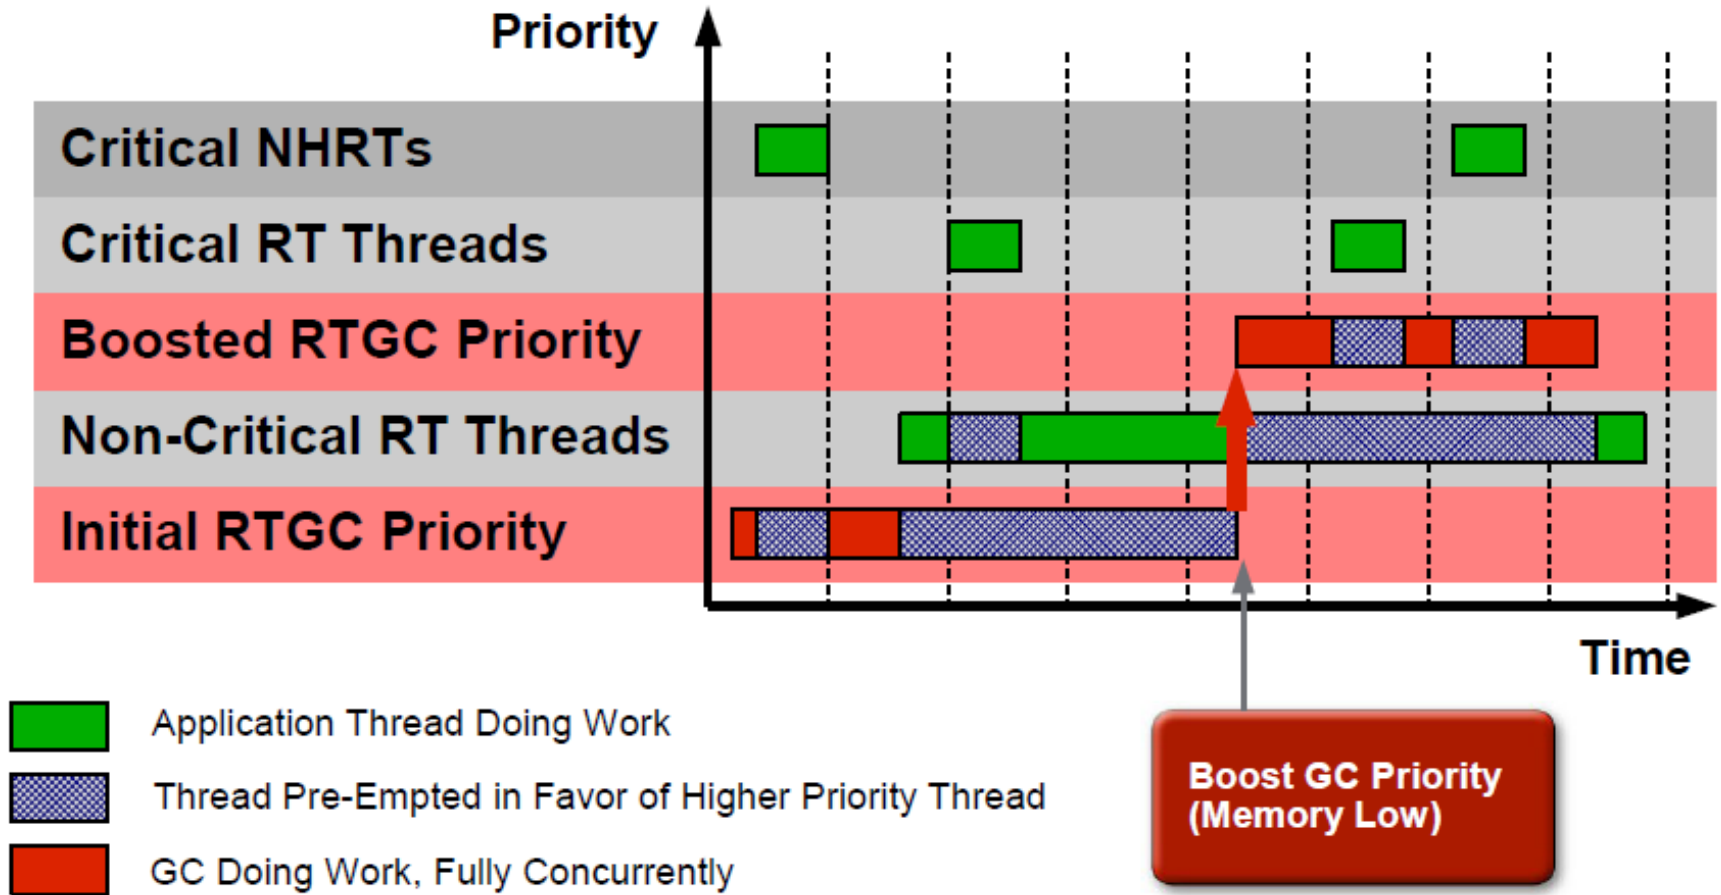 Priority
Critical NHRTs
Critical RT Threads
Boosted RTGC Priority
Non-Critical RT Threads
Initial RTGC Priority
Time
Application Thread Doing Work
Thread Pre-Empted in Favor of Higher Priority Thread
GC Doing Work, Fully Concurrently
Boost GC Priority
(Memory Low)